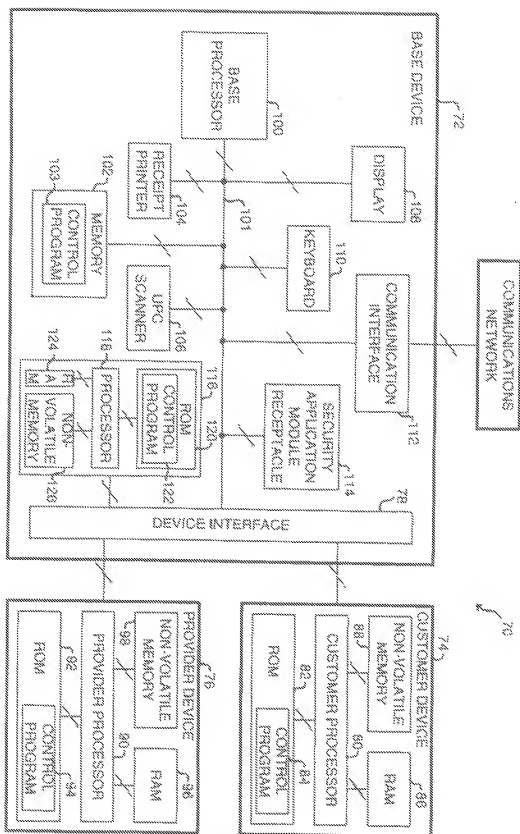 BASE DEVICE
72
BASE
PROCESSOR
100
DISPLAY
108
RECEIPT
PRINTER
104
101
KEYBOARD
110
MEMORY
102
CONTROL
PROGRAM
103
UPC
SCANNER
106
COMMUNICATIONS
NETWORK
COMMUNICATION
INTERFACE
112
SECURITY
APPLICATION
MODULE
RECEPTACLE
114
116
ROM
120
CONTROL
PROGRAM
122
PROCESSOR
118
RAM
124
NON-
VOLATILE
MEMORY
126
DEVICE INTERFACE
78
70
CUSTOMER DEVICE
74
NON-VOLATILE
MEMORY
88
RAM
86
CUSTOMER PROCESSOR
80
ROM
82
CONTROL
PROGRAM
84
PROVIDER DEVICE
76
NON-VOLATILE
MEMORY
98
RAM
96
PROVIDER PROCESSOR
90
ROM
92
CONTROL
PROGRAM
94